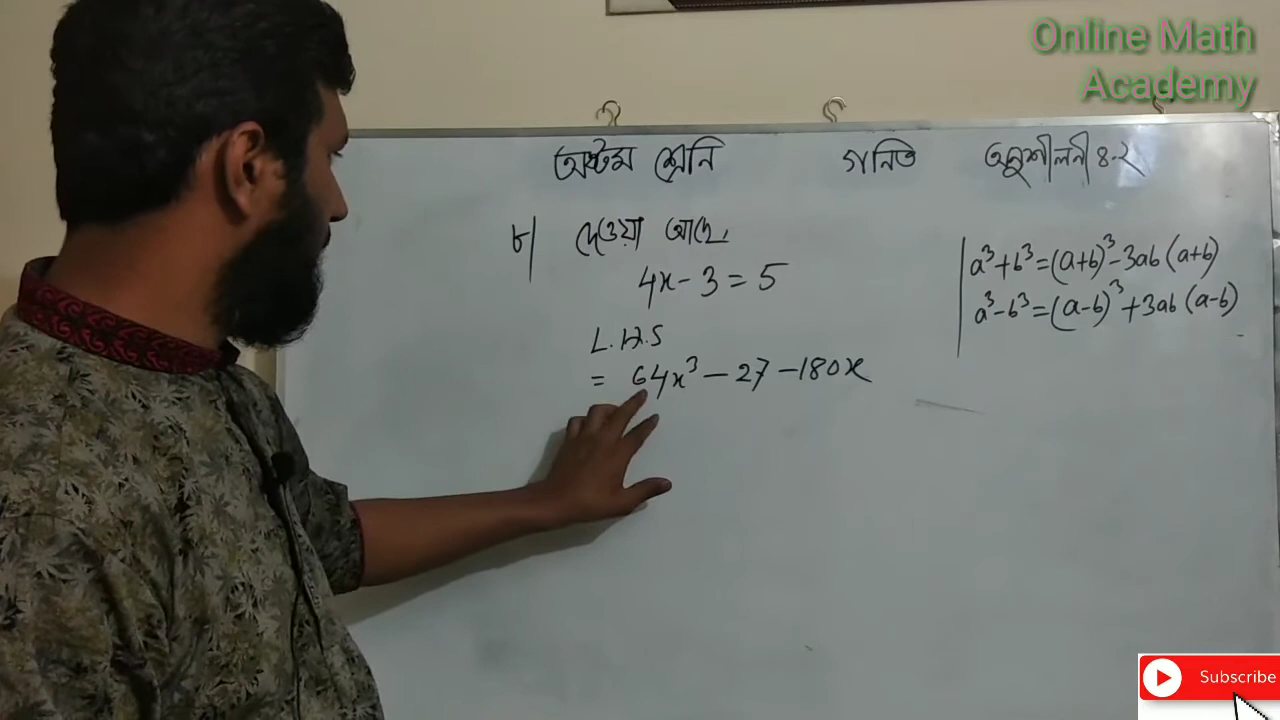 Online Math
Academy
অষ্টম শ্রেনি গনিত অনুশীলনী ৪.২
৮| দেওয়া আছে,
4x - 3 = 5
L.H.S
= 64x³ - 27 - 180x
a³+b³=(a+b)³-3ab(a+b)
a³-b³=(a-b)³+3ab(a-b)
Subscribe